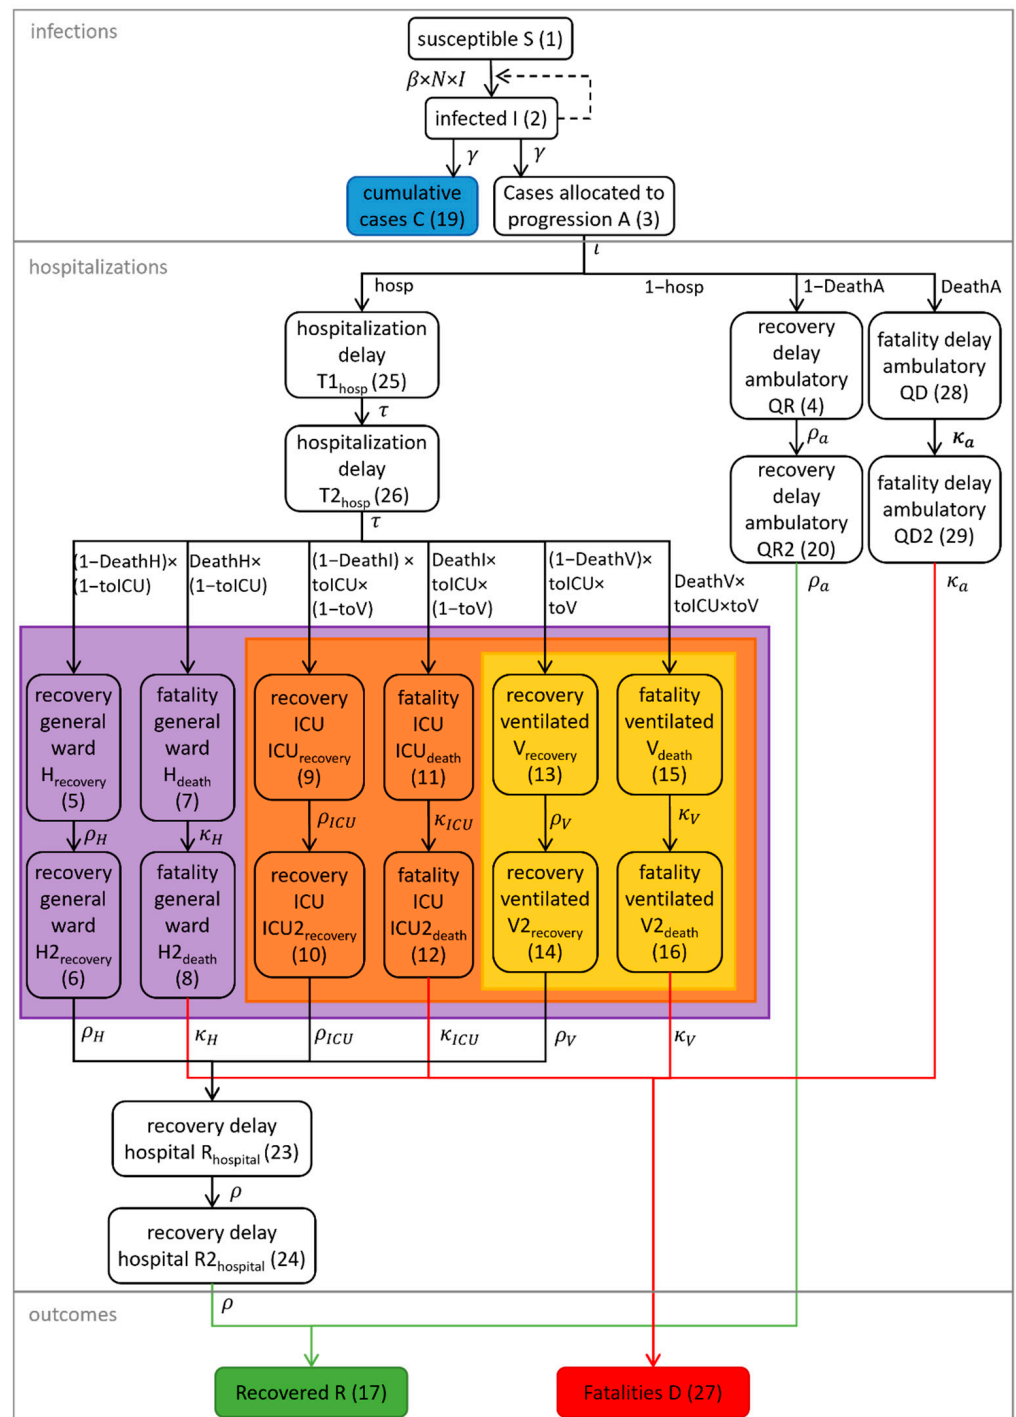 infections
susceptible S (1)
β×N×I
infected I (2)
γ
γ
cumulative
cases C (19)
Cases allocated to
progression A (3)
ι
hospitalizations
hosp
1−hosp
1−DeathA
DeathA
hospitalization
delay
T1hosp (25)
recovery
delay
ambulatory
QR (4)
fatality delay
ambulatory
QD (28)
τ
ρa
κa
hospitalization
delay
T2hosp (26)
recovery
delay
ambulatory
QR2 (20)
fatality delay
ambulatory
QD2 (29)
τ
ρa
κa
(1−DeathH)×
(1−toICU)
DeathH×
(1−toICU)
(1−DeathI) ×
toICU×
(1−toV)
DeathI×
toICU×
(1−toV)
(1−DeathV)×
toICU×
toV
DeathV×
toICU×toV
recovery
general
ward
Hrecovery
(5)
fatality
general
ward
Hdeath
(7)
recovery
ICU
ICUrecovery
(9)
fatality
ICU
ICUdeath
(11)
recovery
ventilated
Vrecovery
(13)
fatality
ventilated
Vdeath
(15)
ρH
κH
ρICU
κICU
ρV
κV
recovery
general
ward
H2recovery
(6)
fatality
general
ward
H2death
(8)
recovery
ICU
ICU2recovery
(10)
fatality
ICU
ICU2death
(12)
recovery
ventilated
V2recovery
(14)
fatality
ventilated
V2death
(16)
ρH
κH
ρICU
κICU
ρV
κV
recovery delay
hospital Rhospital (23)
ρ
recovery delay
hospital R2hospital (24)
ρ
outcomes
Recovered R (17)
Fatalities D (27)